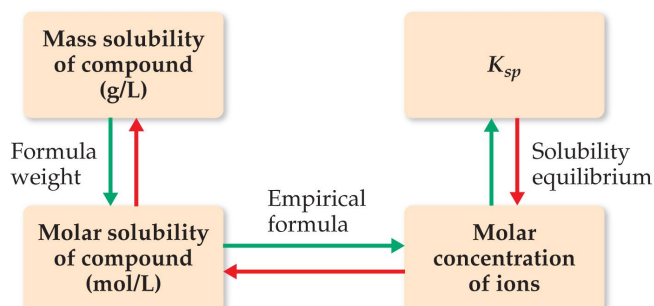 Mass solubility
of compound
(g/L)
K_sp
Formula
weight
Solubility
equilibrium
Empirical
formula
Molar solubility
of compound
(mol/L)
Molar
concentration
of ions